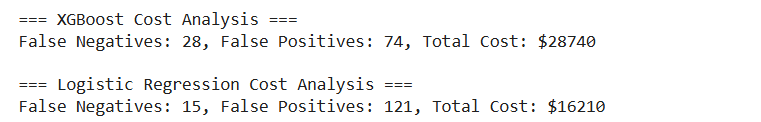 === XGBoost Cost Analysis ===
False Negatives: 28, False Positives: 74, Total Cost: $28740
=== Logistic Regression Cost Analysis ===
False Negatives: 15, False Positives: 121, Total Cost: $16210